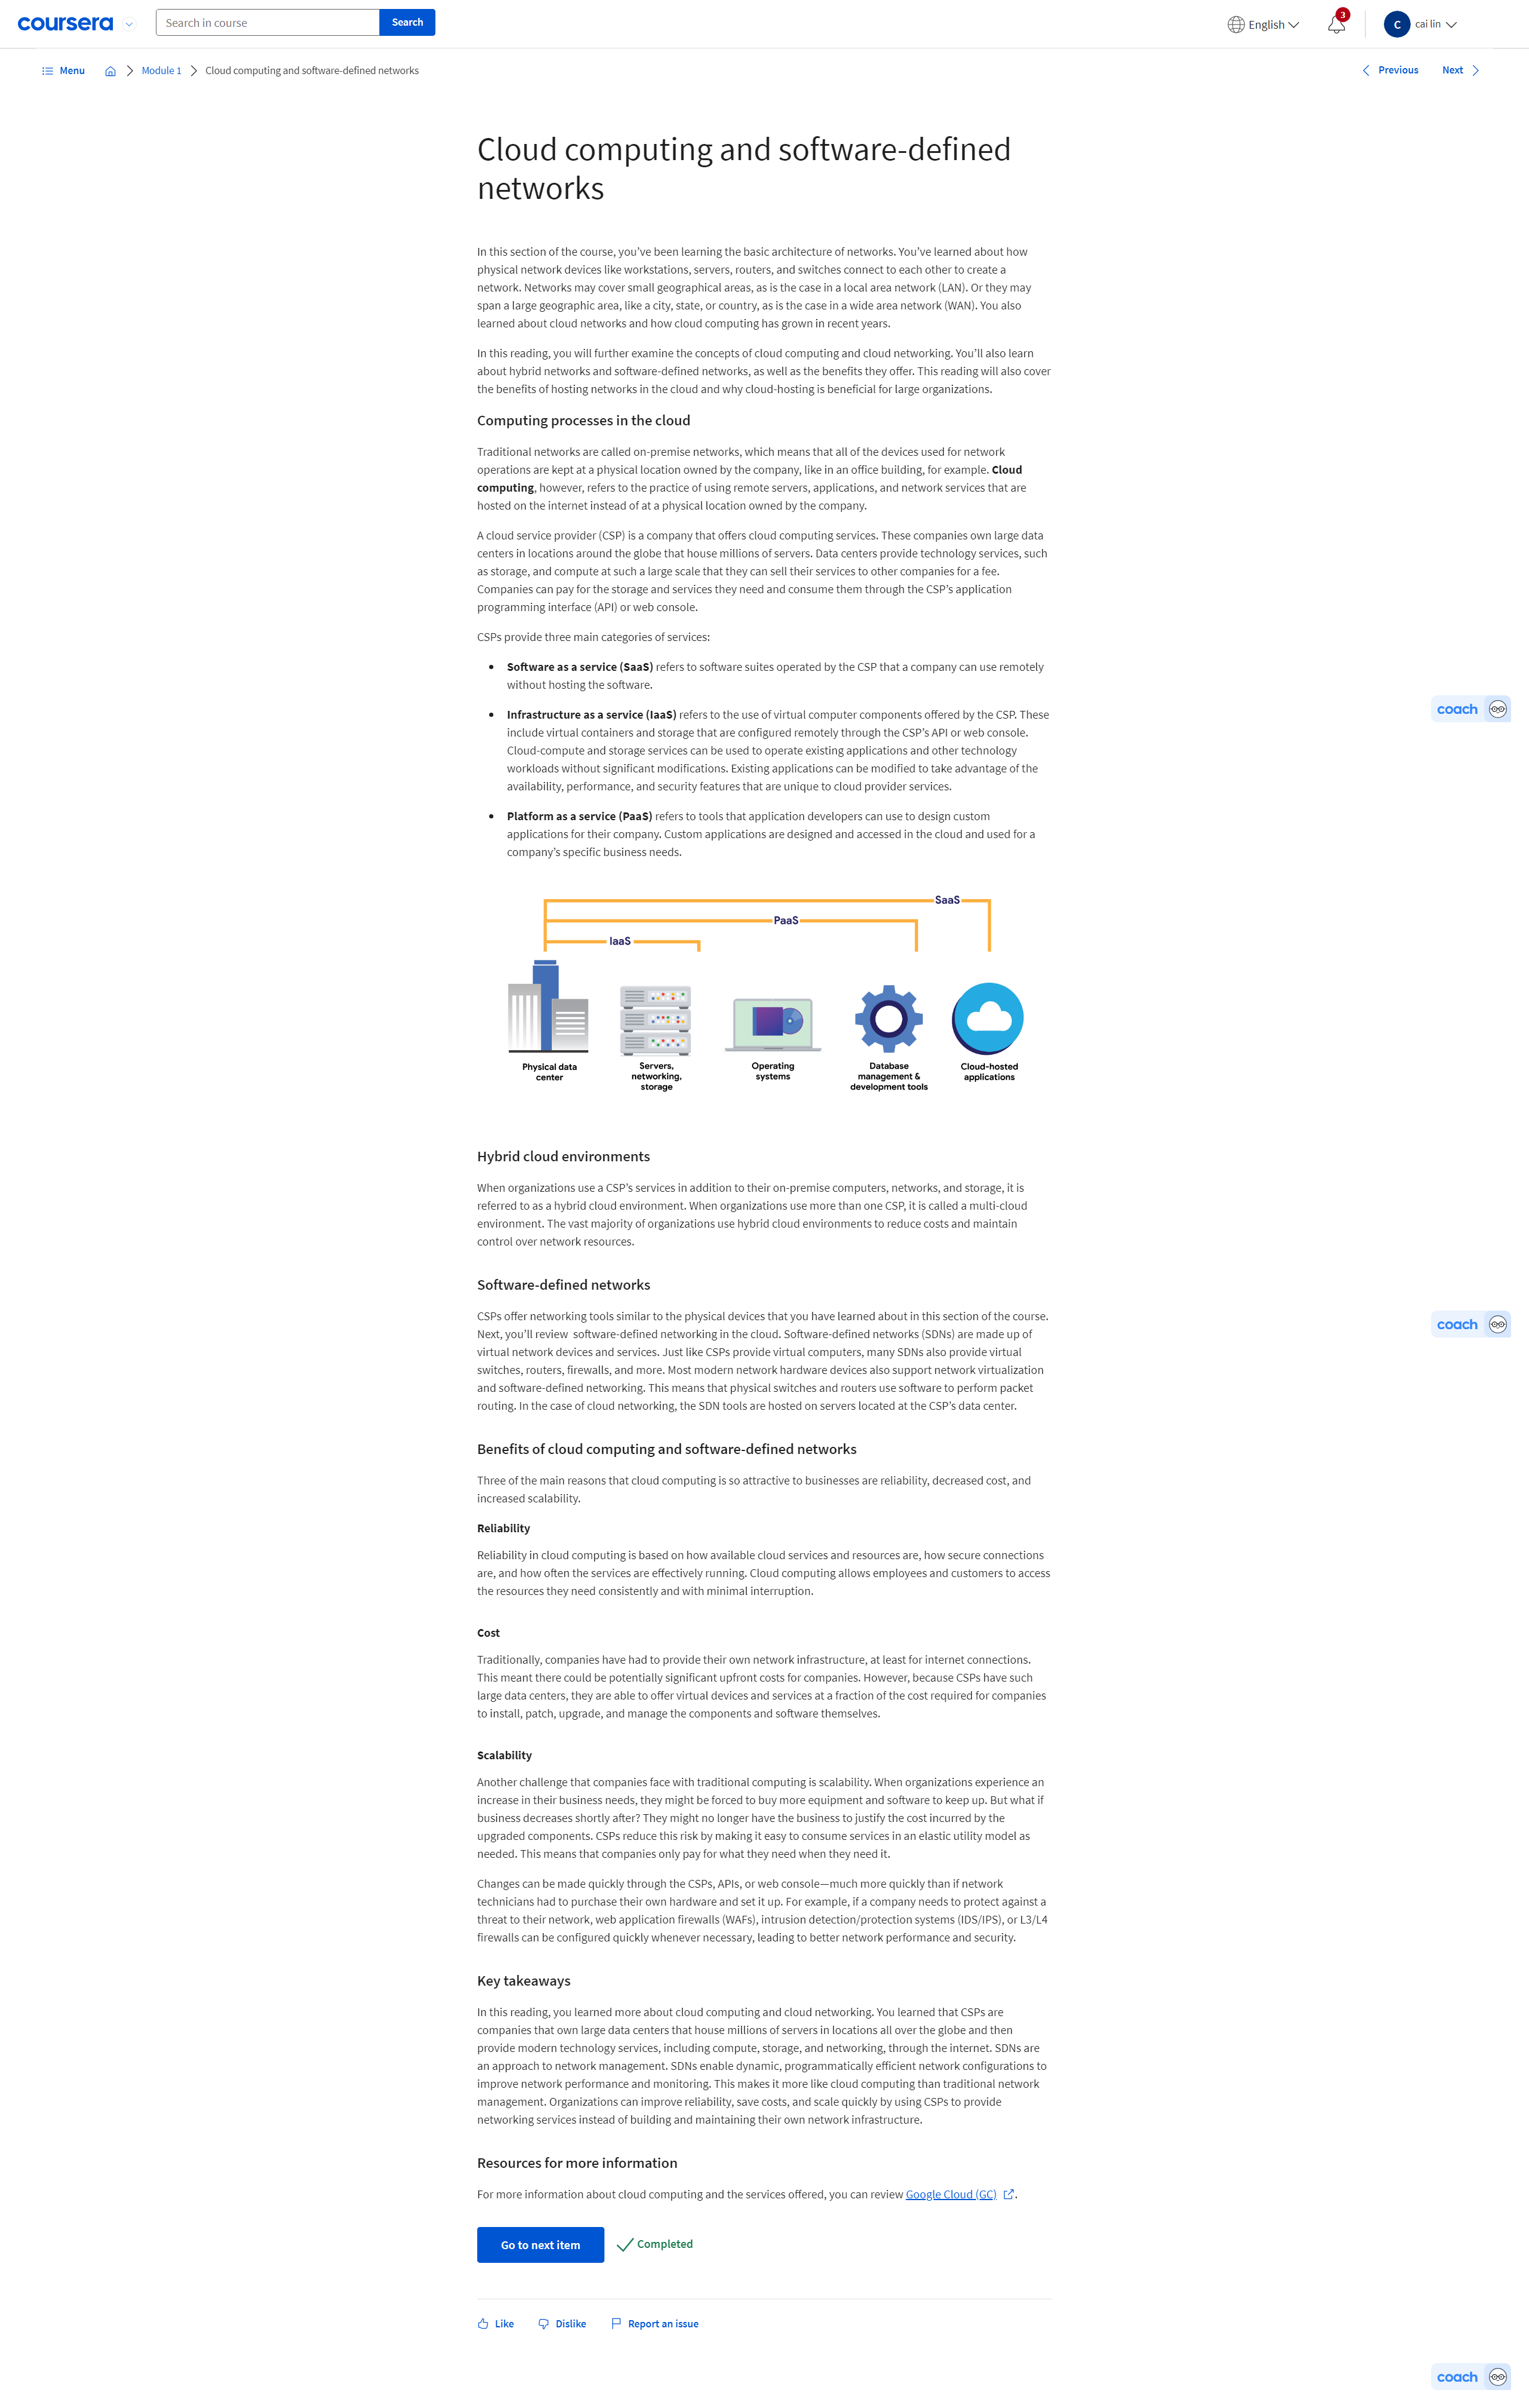 coursera
Search in course
Search
English
3
C
cai lin
Menu
Module 1
Cloud computing and software-defined networks
Previous
Next
Cloud computing and software-defined
networks
In this section of the course, you’ve been learning the basic architecture of networks. You’ve learned about how
physical network devices like workstations, servers, routers, and switches connect to each other to create a
network. Networks may cover small geographical areas, as is the case in a local area network (LAN). Or they may
span a large geographic area, like a city, state, or country, as is the case in a wide area network (WAN). You also
learned about cloud networks and how cloud computing has grown in recent years.
In this reading, you will further examine the concepts of cloud computing and cloud networking. You’ll also learn
about hybrid networks and software-defined networks, as well as the benefits they offer. This reading will also cover
the benefits of hosting networks in the cloud and why cloud-hosting is beneficial for large organizations.
Computing processes in the cloud
Traditional networks are called on-premise networks, which means that all of the devices used for network
operations are kept at a physical location owned by the company, like in an office building, for example. Cloud
computing, however, refers to the practice of using remote servers, applications, and network services that are
hosted on the internet instead of at a physical location owned by the company.
A cloud service provider (CSP) is a company that offers cloud computing services. These companies own large data
centers in locations around the globe that house millions of servers. Data centers provide technology services, such
as storage, and compute at such a large scale that they can sell their services to other companies for a fee.
Companies can pay for the storage and services they need and consume them through the CSP’s application
programming interface (API) or web console.
CSPs provide three main categories of services:
• Software as a service (SaaS) refers to software suites operated by the CSP that a company can use remotely
without hosting the software.
• Infrastructure as a service (IaaS) refers to the use of virtual computer components offered by the CSP. These
include virtual containers and storage that are configured remotely through the CSP’s API or web console.
Cloud-compute and storage services can be used to operate existing applications and other technology
workloads without significant modifications. Existing applications can be modified to take advantage of the
availability, performance, and security features that are unique to cloud provider services.
• Platform as a service (PaaS) refers to tools that application developers can use to design custom
applications for their company. Custom applications are designed and accessed in the cloud and used for a
company’s specific business needs.
coach
SaaS
PaaS
IaaS
Physical data
center
Servers,
networking,
storage
Operating
systems
Database
management &
development tools
Cloud-hosted
applications
Hybrid cloud environments
When organizations use a CSP’s services in addition to their on-premise computers, networks, and storage, it is
referred to as a hybrid cloud environment. When organizations use more than one CSP, it is called a multi-cloud
environment. The vast majority of organizations use hybrid cloud environments to reduce costs and maintain
control over network resources.
Software-defined networks
CSPs offer networking tools similar to the physical devices that you have learned about in this section of the course.
Next, you’ll review  software-defined networking in the cloud. Software-defined networks (SDNs) are made up of
virtual network devices and services. Just like CSPs provide virtual computers, many SDNs also provide virtual
switches, routers, firewalls, and more. Most modern network hardware devices also support network virtualization
and software-defined networking. This means that physical switches and routers use software to perform packet
routing. In the case of cloud networking, the SDN tools are hosted on servers located at the CSP’s data center.
coach
Benefits of cloud computing and software-defined networks
Three of the main reasons that cloud computing is so attractive to businesses are reliability, decreased cost, and
increased scalability.
Reliability
Reliability in cloud computing is based on how available cloud services and resources are, how secure connections
are, and how often the services are effectively running. Cloud computing allows employees and customers to access
the resources they need consistently and with minimal interruption.
Cost
Traditionally, companies have had to provide their own network infrastructure, at least for internet connections.
This meant there could be potentially significant upfront costs for companies. However, because CSPs have such
large data centers, they are able to offer virtual devices and services at a fraction of the cost required for companies
to install, patch, upgrade, and manage the components and software themselves.
Scalability
Another challenge that companies face with traditional computing is scalability. When organizations experience an
increase in their business needs, they might be forced to buy more equipment and software to keep up. But what if
business decreases shortly after? They might no longer have the business to justify the cost incurred by the
upgraded components. CSPs reduce this risk by making it easy to consume services in an elastic utility model as
needed. This means that companies only pay for what they need when they need it.
Changes can be made quickly through the CSPs, APIs, or web console—much more quickly than if network
technicians had to purchase their own hardware and set it up. For example, if a company needs to protect against a
threat to their network, web application firewalls (WAFs), intrusion detection/protection systems (IDS/IPS), or L3/L4
firewalls can be configured quickly whenever necessary, leading to better network performance and security.
Key takeaways
In this reading, you learned more about cloud computing and cloud networking. You learned that CSPs are
companies that own large data centers that house millions of servers in locations all over the globe and then
provide modern technology services, including compute, storage, and networking, through the internet. SDNs are
an approach to network management. SDNs enable dynamic, programmatically efficient network configurations to
improve network performance and monitoring. This makes it more like cloud computing than traditional network
management. Organizations can improve reliability, save costs, and scale quickly by using CSPs to provide
networking services instead of building and maintaining their own network infrastructure.
Resources for more information
For more information about cloud computing and the services offered, you can review Google Cloud (GC) .
Go to next item
Completed
Like
Dislike
Report an issue
coach